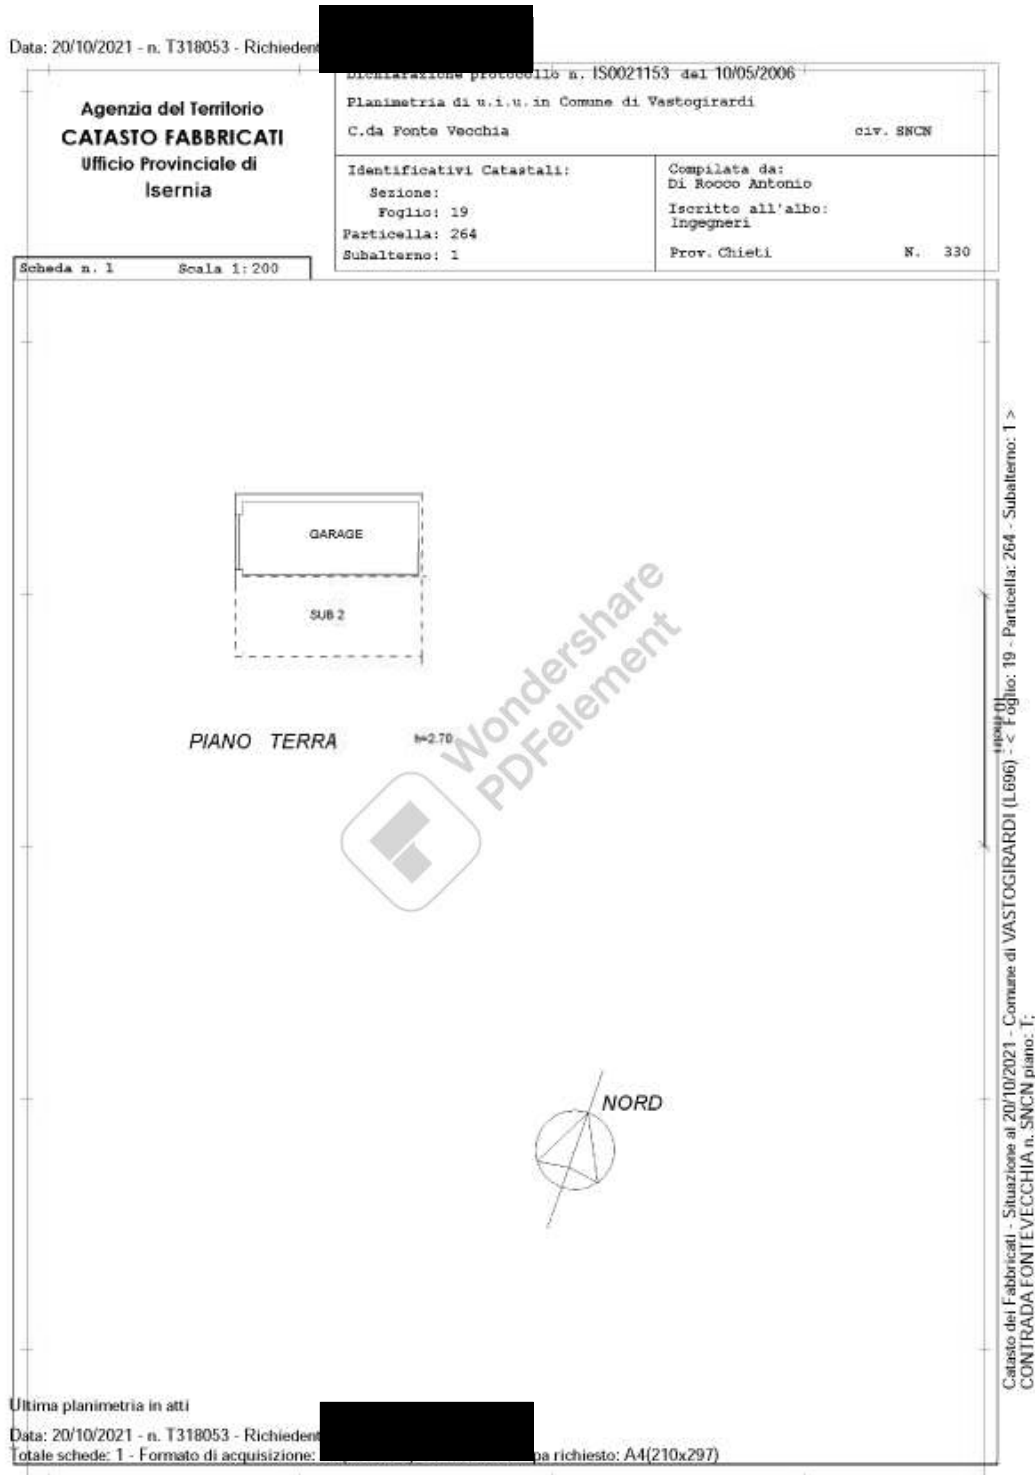 Data: 20/10/2021 - n. T318053 - Richiedent
Agenzia del Territorio
CATASTO FABBRICATI
Ufficio Provinciale di
Isernia
Dichiarazione protocollo n. IS0021153 del 10/05/2006
Planimetria di u.i.u. in Comune di Vastogirardi
C.da Fonte Vecchia civ. SNCN
Identificativi Catastali:
Sezione:
Foglio: 19
Particella: 264
Subalterno: 1
Compilata da:
Di Rocco Antonio
Iscritto all'albo:
Ingegneri
Prov. Chieti N. 330
Scheda n. 1 Scala 1:200
GARAGE
SUB 2
PIANO TERRA h=2.70
Wondershare
PDFelement
NORD
10 metri
Catasto dei Fabbricati - Situazione al 20/10/2021 - Comune di VASTOGIRARDI (L696) - < Foglio: 19 - Particella: 264 - Subalterno: 1 >
CONTRADA FONTEVECCHIA n. SNCN piano: T;
Ultima planimetria in atti
Data: 20/10/2021 - n. T318053 - Richiedent
Totale schede: 1 - Formato di acquisizione: pa richiesto: A4(210x297)